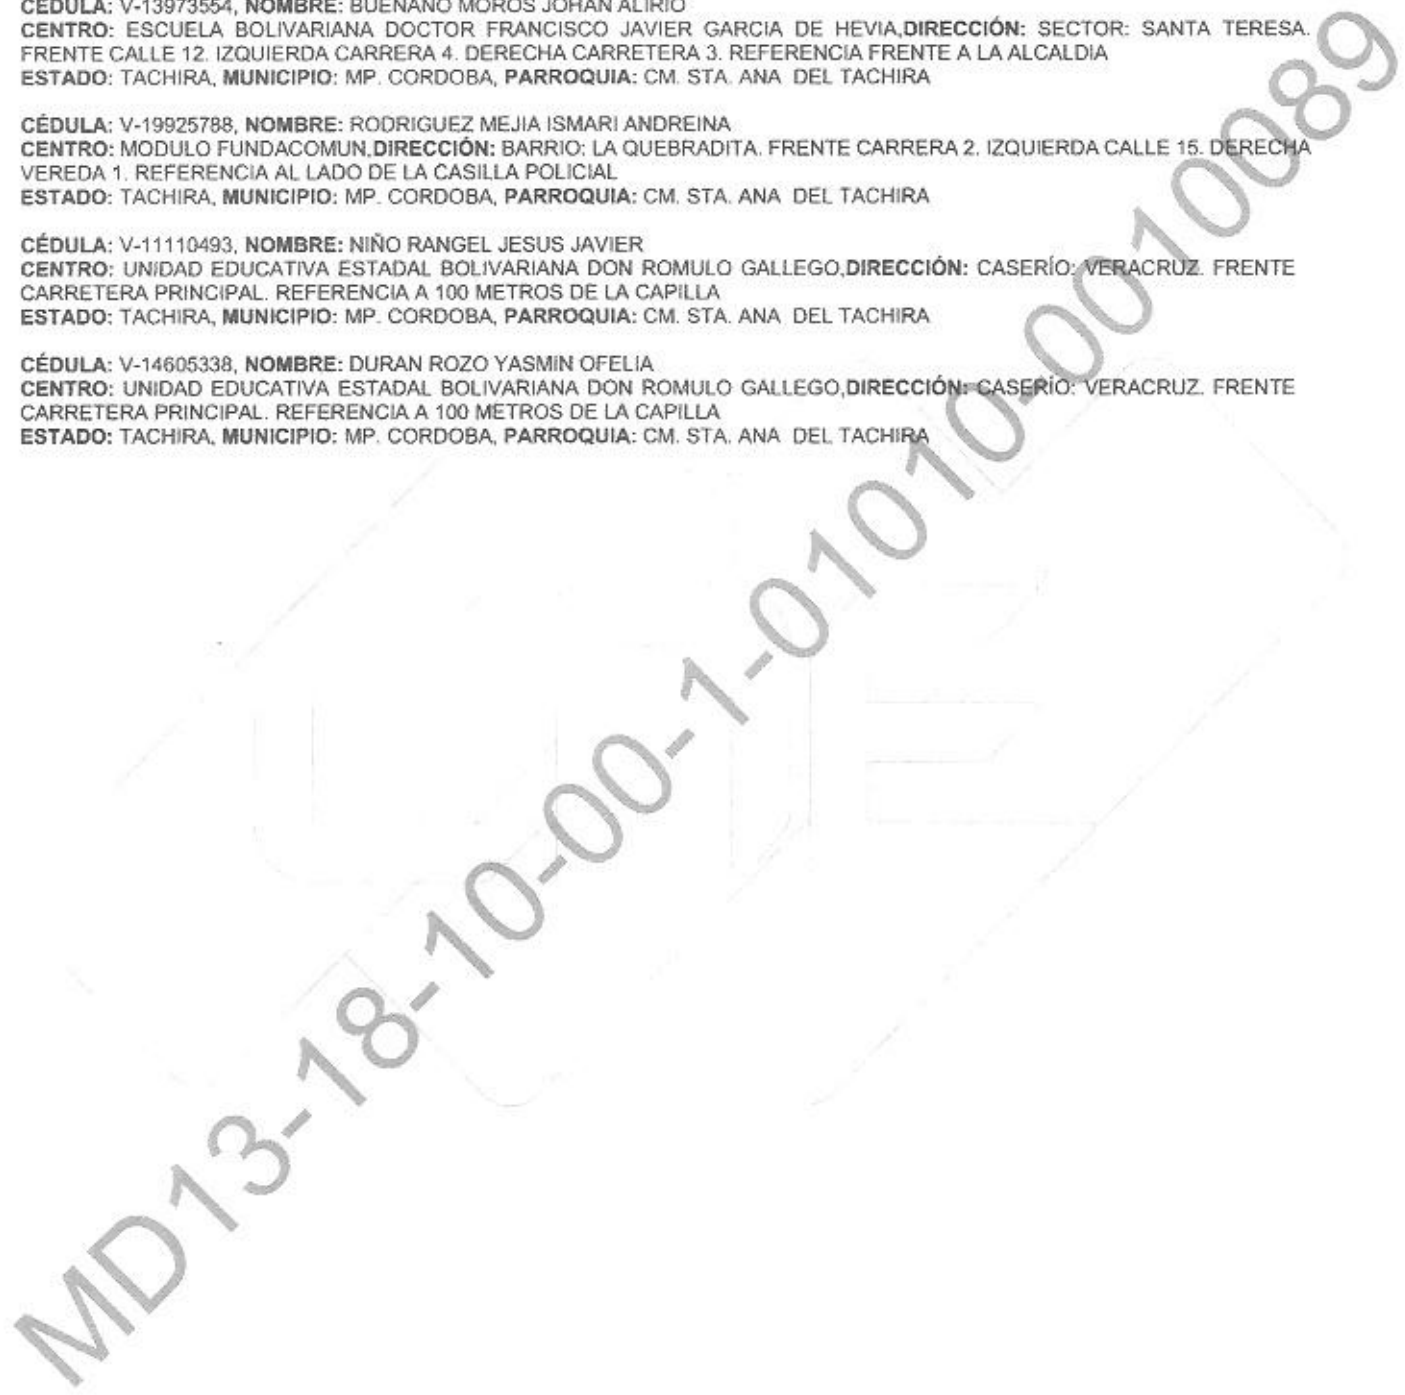 CÉDULA: V-13973554, NOMBRE: BUENAÑO MOROS JOHAN ALIRIO
CENTRO: ESCUELA BOLIVARIANA DOCTOR FRANCISCO JAVIER GARCIA DE HEVIA,DIRECCIÓN: SECTOR: SANTA TERESA.
FRENTE CALLE 12. IZQUIERDA CARRERA 4. DERECHA CARRETERA 3. REFERENCIA FRENTE A LA ALCALDIA
ESTADO: TACHIRA, MUNICIPIO: MP. CORDOBA, PARROQUIA: CM. STA. ANA DEL TACHIRA
CÉDULA: V-19925788, NOMBRE: RODRIGUEZ MEJIA ISMARI ANDREINA
CENTRO: MODULO FUNDACOMUN,DIRECCIÓN: BARRIO: LA QUEBRADITA. FRENTE CARRERA 2. IZQUIERDA CALLE 15. DERECHA
VEREDA 1. REFERENCIA AL LADO DE LA CASILLA POLICIAL
ESTADO: TACHIRA, MUNICIPIO: MP. CORDOBA, PARROQUIA: CM. STA. ANA DEL TACHIRA
CÉDULA: V-11110493, NOMBRE: NIÑO RANGEL JESUS JAVIER
CENTRO: UNIDAD EDUCATIVA ESTADAL BOLIVARIANA DON ROMULO GALLEGO,DIRECCIÓN: CASERÍO: VERACRUZ. FRENTE
CARRETERA PRINCIPAL. REFERENCIA A 100 METROS DE LA CAPILLA
ESTADO: TACHIRA, MUNICIPIO: MP. CORDOBA, PARROQUIA: CM. STA. ANA DEL TACHIRA
CÉDULA: V-14605338, NOMBRE: DURAN ROZO YASMIN OFELIA
CENTRO: UNIDAD EDUCATIVA ESTADAL BOLIVARIANA DON ROMULO GALLEGO,DIRECCIÓN: CASERÍO: VERACRUZ. FRENTE
CARRETERA PRINCIPAL. REFERENCIA A 100 METROS DE LA CAPILLA
ESTADO: TACHIRA, MUNICIPIO: MP. CORDOBA, PARROQUIA: CM. STA. ANA DEL TACHIRA
MD13-18-10-00-1-01010-0010089